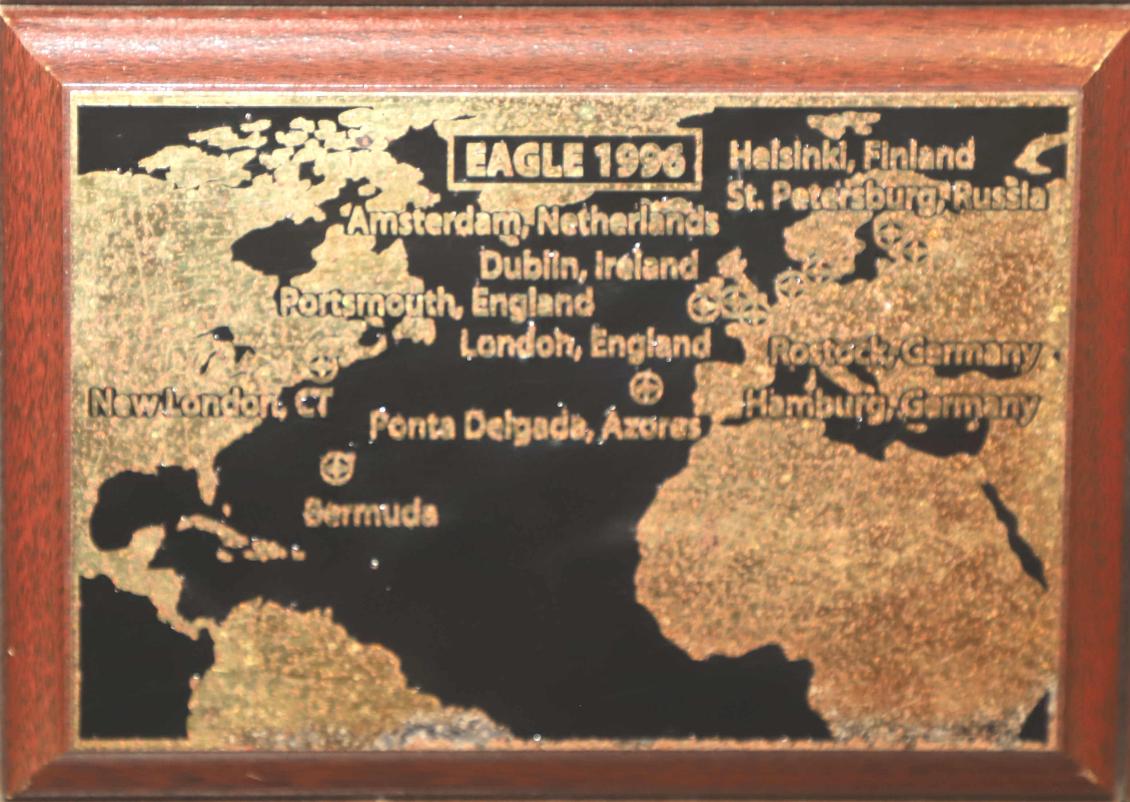 EAGLE 1996
Helsinki, Finland
St. Petersburg, Russia
Amsterdam, Netherlands
Dublin, Ireland
Portsmouth, England
London, England
Rostock, Germany
New London, CT
Hamburg, Germany
Ponta Delgada, Azores
Bermuda